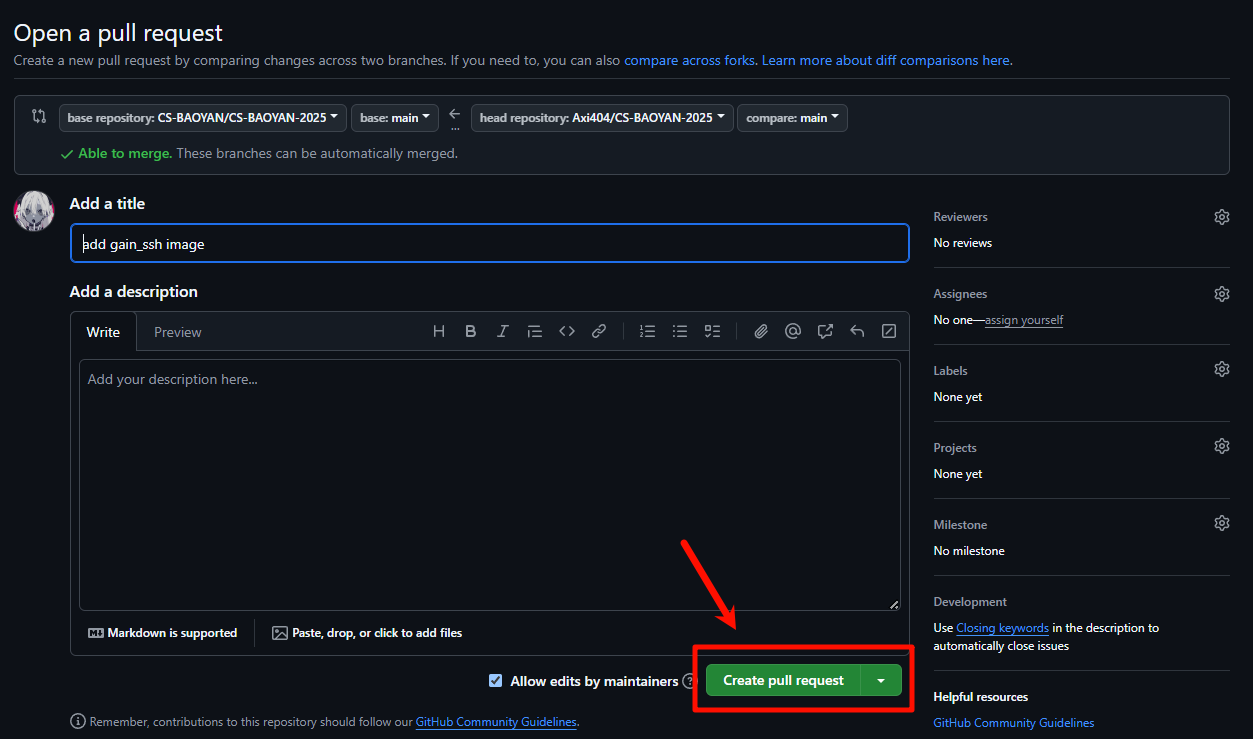 Open a pull request
Create a new pull request by comparing changes across two branches. If you need to, you can also compare across forks. Learn more about diff comparisons here.
base repository: CS-BAOYAN/CS-BAOYAN-2025 base: main ... head repository: Axi404/CS-BAOYAN-2025 compare: main
Able to merge. These branches can be automatically merged.
Add a title
add gain_ssh image
Add a description
Write Preview
Add your description here...
Markdown is supported Paste, drop, or click to add files
Allow edits by maintainers ? Create pull request
Remember, contributions to this repository should follow our GitHub Community Guidelines.
Reviewers
No reviews
Assignees
No one—assign yourself
Labels
None yet
Projects
None yet
Milestone
No milestone
Development
Use Closing keywords in the description to
automatically close issues
Helpful resources
GitHub Community Guidelines